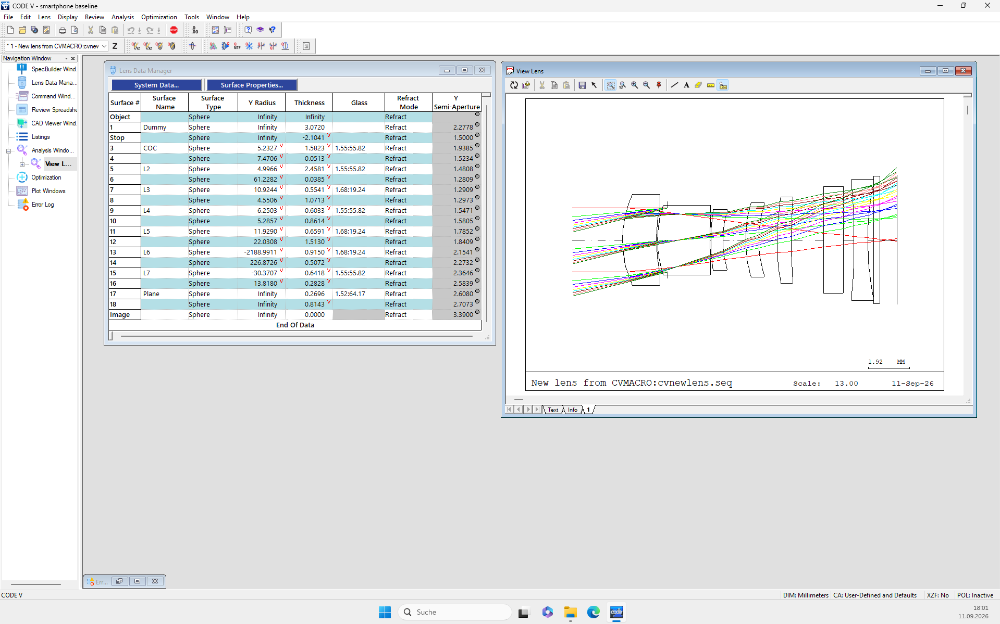 CODE V - smartphone baseline
File Edit Lens Display Review Analysis Optimization Tools Window Help
* 1 - New lens from CVMACRO:cvnew
Navigation Window
SpecBuilder Wind.
Lens Data Mana...
Command Wind...
Review Spreadshe
CAD Viewer Wind.
Listings
Analysis Windo...
View L...
Optimization
Plot Windows
Error Log
Lens Data Manager
System Data... Surface Properties...
Surface # Surface Name Surface Type Y Radius Thickness Glass Refract Mode Y Semi-Aperture
Object Sphere Infinity Infinity Refract
1 Dummy Sphere Infinity 3.0720 Refract 2.2778
Stop Sphere Infinity -2.1041 V Refract 1.5000
3 COC Sphere 5.2327 V 1.5823 V 1.55:55.82 Refract 1.9385
4 Sphere 7.4706 V 0.0513 V Refract 1.5234
5 L2 Sphere 4.9966 V 2.4581 V 1.55:55.82 Refract 1.4808
6 Sphere 61.2282 V 0.0385 V Refract 1.2809
7 L3 Sphere 10.9244 V 0.5541 V 1.68:19.24 Refract 1.2909
8 Sphere 4.5506 V 1.0713 V Refract 1.2973
9 L4 Sphere 6.2503 V 0.6033 V 1.55:55.82 Refract 1.5471
10 Sphere 5.2857 V 0.8614 V Refract 1.5805
11 L5 Sphere 11.9290 V 0.6591 V 1.68:19.24 Refract 1.7852
12 Sphere 22.0308 V 1.5130 V Refract 1.8409
13 L6 Sphere -2188.9911 V 0.9150 V 1.68:19.24 Refract 2.1541
14 Sphere 226.8726 V 0.5072 V Refract 2.2732
15 L7 Sphere -30.3707 V 0.6418 V 1.55:55.82 Refract 2.3646
16 Sphere 13.8180 V 0.2828 V Refract 2.5839
17 Plane Sphere Infinity 0.2696 1.52:64.17 Refract 2.6080
18 Sphere Infinity 0.8143 V Refract 2.7073
Image Sphere Infinity 0.0000 Refract 3.3900
End Of Data
View Lens
1.92 MM
New lens from CVMACRO:cvnewlens.seq Scale: 13.00 11-Sep-26
Text Info 1
Err...
CODE V DIM: Millimeters CA: User-Defined and Defaults XZF: No POL: Inactive
Suche
18:01
11.09.2026